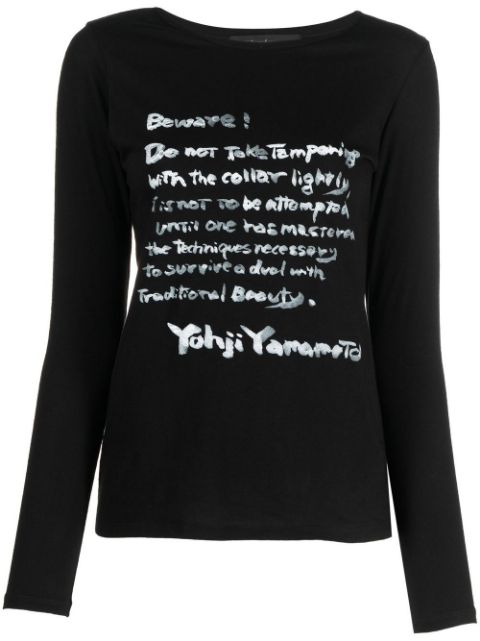 Beware!
Do not Take Tampering
with the collar lightly
it is not to be attempted
until one has mastered
the Techniques necessary
to survive a duel with
Traditional Beauty.
Yohji Yamamoto